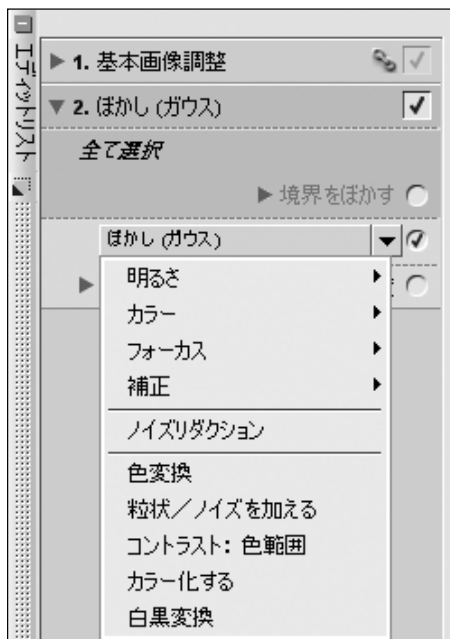 エディットリスト
1. 基本画像調整
2. ぼかし (ガウス)
全て選択
境界をぼかす
ぼかし (ガウス)
明るさ
カラー
フォーカス
補正
ノイズリダクション
色変換
粒状／ノイズを加える
コントラスト: 色範囲
カラー化する
白黒変換